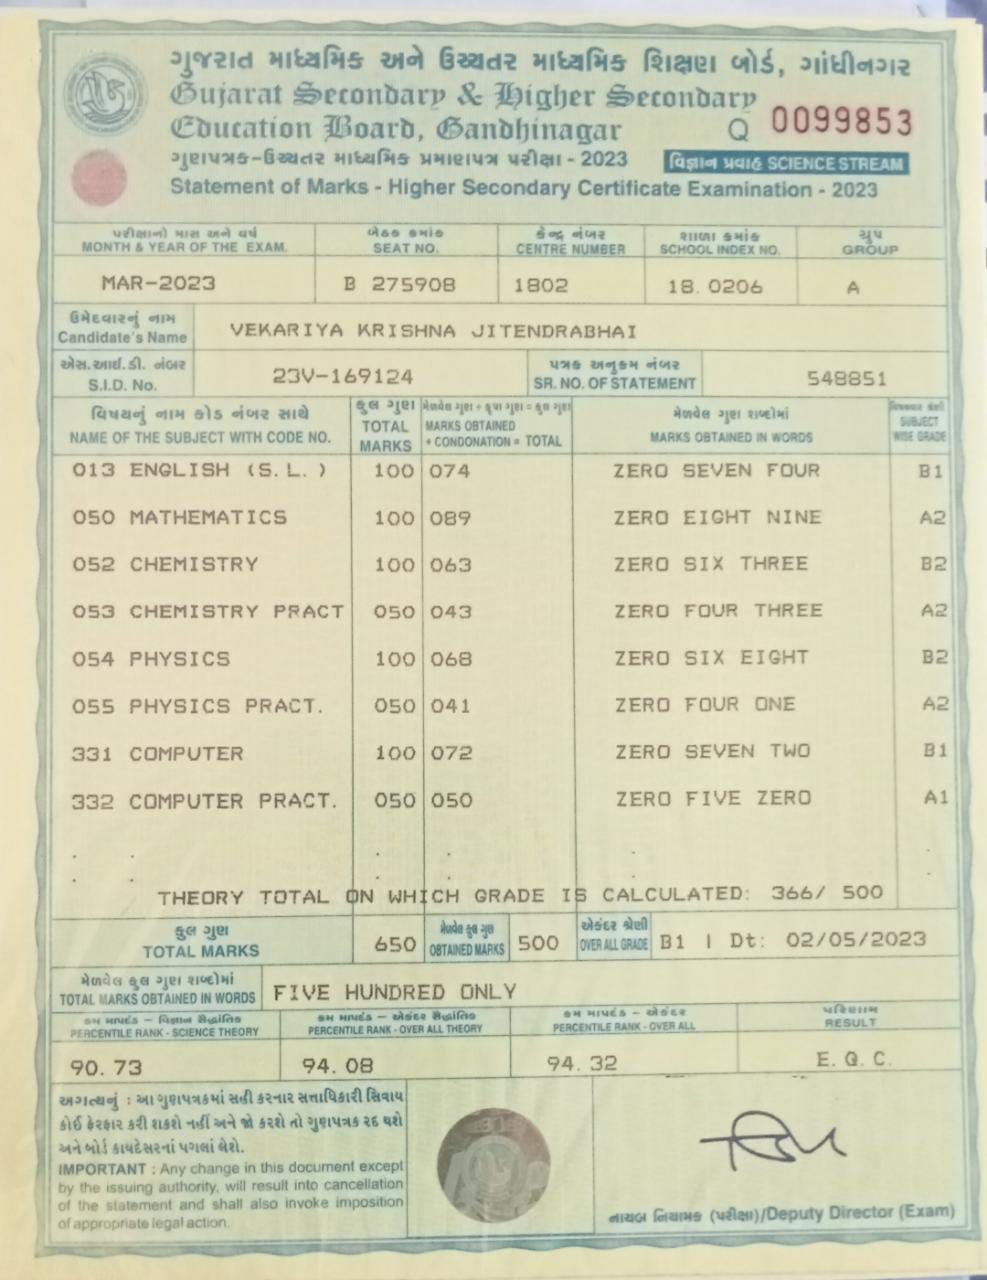 ગુજરાત માધ્યમિક અને ઉચ્ચતર માધ્યમિક શિક્ષણ બોર્ડ, ગાંધીનગર
Gujarat Secondary & Higher Secondary
Education Board, Gandhinagar
Q 0099853
ગુણપત્રક-ઉચ્ચતર માધ્યમિક પ્રમાણપત્ર પરીક્ષા - 2023
વિજ્ઞાન પ્રવાહ SCIENCE STREAM
Statement of Marks - Higher Secondary Certificate Examination - 2023
પરીક્ષાનો માસ અને વર્ષ બેઠક ક્રમાંક કેન્દ્ર નંબર શાળા ક્રમાંક ગ્રુપ
MONTH & YEAR OF THE EXAM. SEAT NO. CENTRE NUMBER SCHOOL INDEX NO. GROUP
MAR-2023 B 275908 1802 18.0206 A
ઉમેદવારનું નામ
Candidate's Name
VEKARIYA KRISHNA JITENDRABHAI
એસ.આઈ.ડી. નંબર
S.I.D. No.
23V-169124
પત્રક અનુક્રમ નંબર
SR. NO. OF STATEMENT
548851
વિષયનું નામ કોડ નંબર સાથે
NAME OF THE SUBJECT WITH CODE NO.
કુલ ગુણ
TOTAL
MARKS
મેળવેલ ગુણ + કૃપા ગુણ = કુલ ગુણ
MARKS OBTAINED
+ CONDONATION = TOTAL
મેળવેલ ગુણ શબ્દોમાં
MARKS OBTAINED IN WORDS
SUBJECT
WISE GRADE
013 ENGLISH (S.L.) 100 074 ZERO SEVEN FOUR B1
050 MATHEMATICS 100 089 ZERO EIGHT NINE A2
052 CHEMISTRY 100 063 ZERO SIX THREE B2
053 CHEMISTRY PRACT 050 043 ZERO FOUR THREE A2
054 PHYSICS 100 068 ZERO SIX EIGHT B2
055 PHYSICS PRACT. 050 041 ZERO FOUR ONE A2
331 COMPUTER 100 072 ZERO SEVEN TWO B1
332 COMPUTER PRACT. 050 050 ZERO FIVE ZERO A1
THEORY TOTAL ON WHICH GRADE IS CALCULATED: 366/ 500
કુલ ગુણ
TOTAL MARKS
650
મેળવેલ કુલ ગુણ
OBTAINED MARKS
500
એકંદર શ્રેણી
OVER ALL GRADE
B1 | Dt: 02/05/2023
મેળવેલ કુલ ગુણ શબ્દોમાં
TOTAL MARKS OBTAINED IN WORDS
FIVE HUNDRED ONLY
ક્રમ માપદંડ - વિજ્ઞાન સૈદ્ધાંતિક ક્રમ માપદંડ - એકંદર સૈદ્ધાંતિક ક્રમ માપદંડ - એકંદર પરિણામ
PERCENTILE RANK - SCIENCE THEORY PERCENTILE RANK - OVER ALL THEORY PERCENTILE RANK - OVER ALL RESULT
90.73 94.08 94.32 E.Q.C.
અગત્યનું : આ ગુણપત્રકમાં સહી કરનાર સત્તાધિકારી સિવાય
કોઈ ફેરફાર કરી શકશે નહીં અને જો કરશે તો ગુણપત્રક રદ થશે
અને બોર્ડ કાયદેસરનાં પગલાં લેશે.
IMPORTANT : Any change in this document except
by the issuing authority, will result into cancellation
of the statement and shall also invoke imposition
of appropriate legal action.
નાયબ નિયામક (પરીક્ષા)/Deputy Director (Exam)